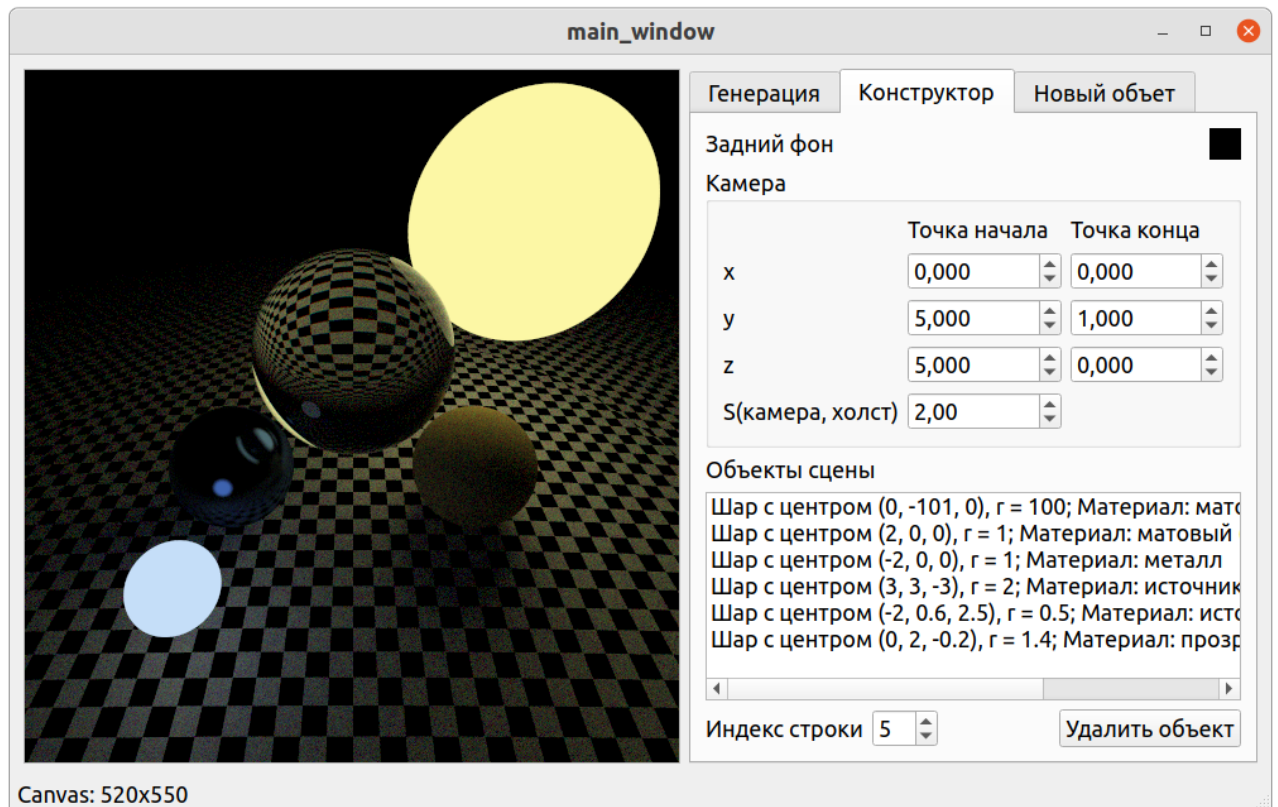 main_window
Генерация Конструктор Новый объет
Задний фон
Камера
Точка начала Точка конца
x 0,000 0,000
y 5,000 1,000
z 5,000 0,000
S(камера, холст) 2,00
Объекты сцены
Шар с центром (0, -101, 0), r = 100; Материал: мато
Шар с центром (2, 0, 0), r = 1; Материал: матовый
Шар с центром (-2, 0, 0), r = 1; Материал: металл
Шар с центром (3, 3, -3), r = 2; Материал: источник
Шар с центром (-2, 0.6, 2.5), r = 0.5; Материал: исто
Шар с центром (0, 2, -0.2), r = 1.4; Материал: прозр
Индекс строки 5 Удалить объект
Canvas: 520x550